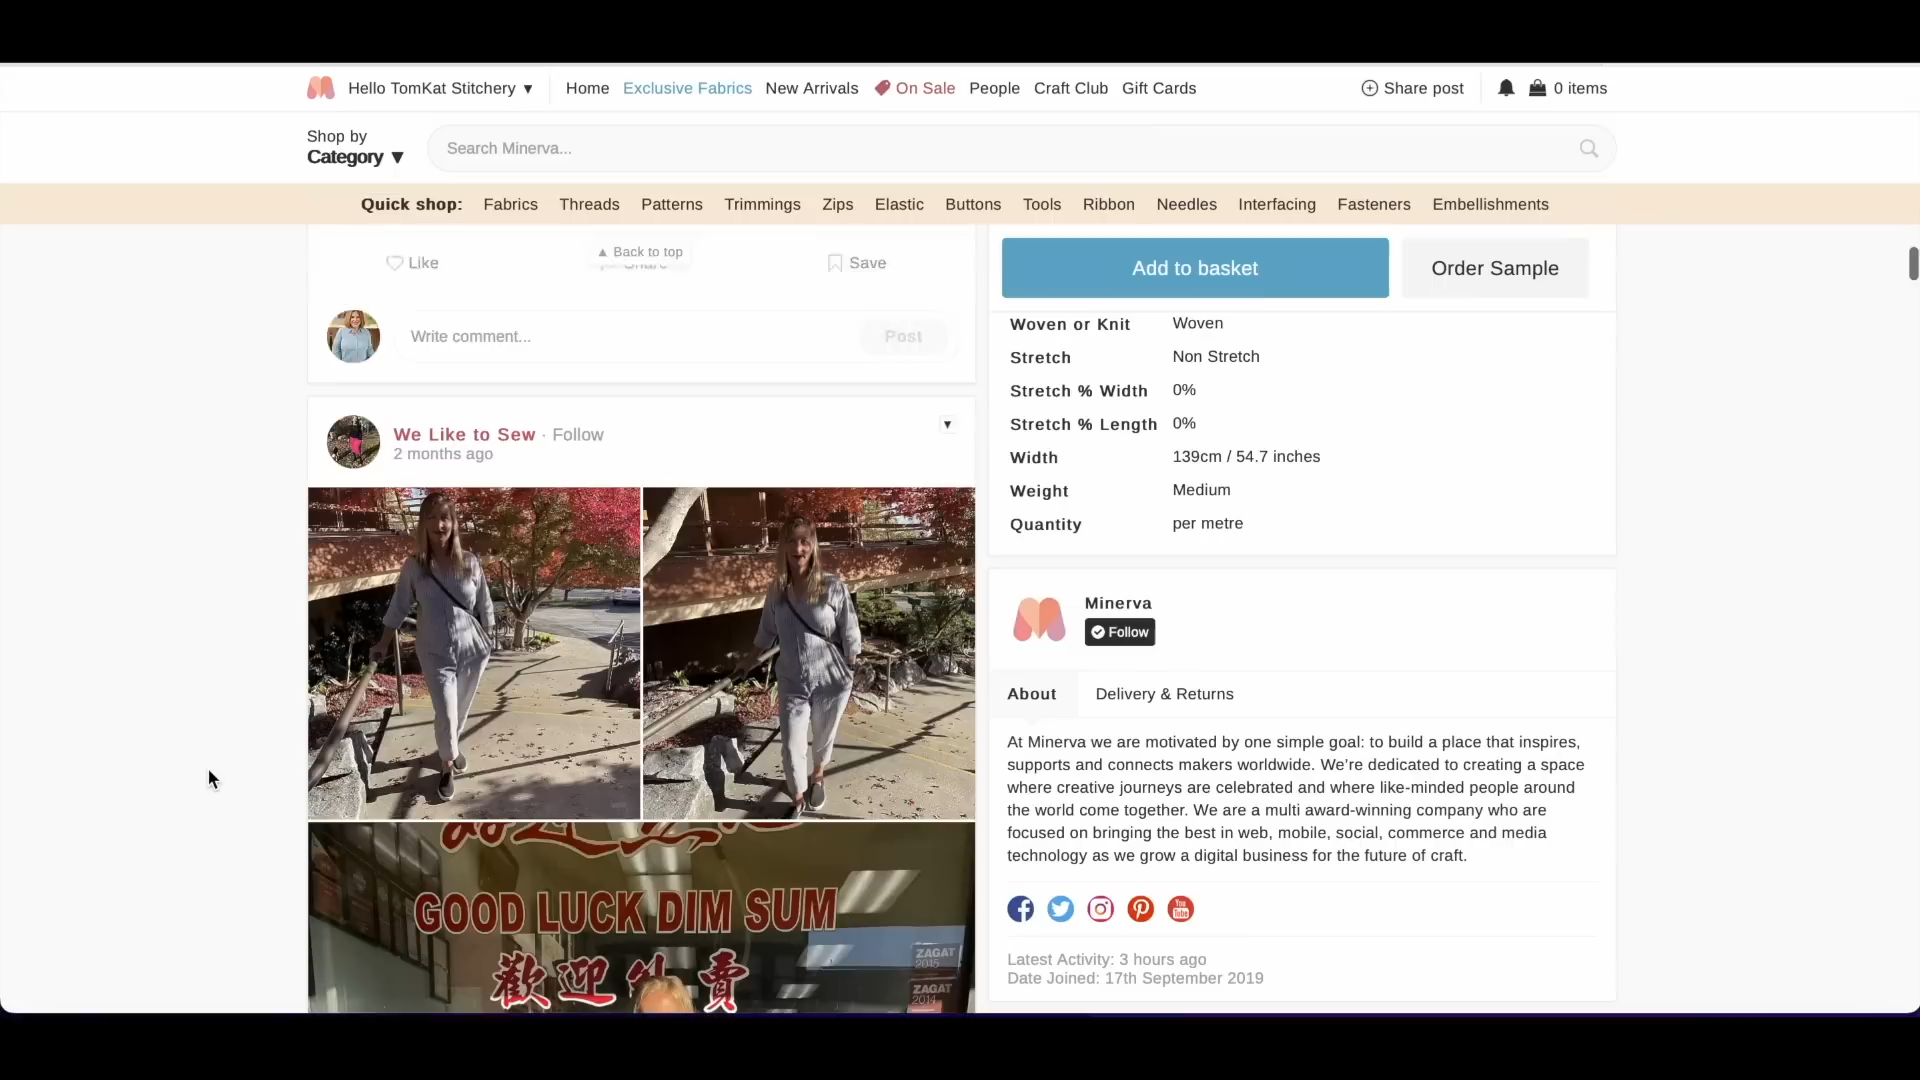 Hello TomKat Stitchery ▼
Home Exclusive Fabrics New Arrivals On Sale People Craft Club Gift Cards
Share post
0 items
Shop by
Category ▼
Search Minerva...
Quick shop: Fabrics Threads Patterns Trimmings Zips Elastic Buttons Tools Ribbon Needles Interfacing Fasteners Embellishments
▲ Back to top
Like
Share
Save
Write comment...
Post
We Like to Sew · Follow
2 months ago
GOOD LUCK DIM SUM
歡迎外賣
ZAGAT
2015
ZAGAT
2014
Add to basket
Order Sample
Woven or Knit Woven
Stretch Non Stretch
Stretch % Width 0%
Stretch % Length 0%
Width 139cm / 54.7 inches
Weight Medium
Quantity per metre
Minerva
Follow
About Delivery & Returns
At Minerva we are motivated by one simple goal: to build a place that inspires,
supports and connects makers worldwide. We’re dedicated to creating a space
where creative journeys are celebrated and where like-minded people around
the world come together. We are a multi award-winning company who are
focused on bringing the best in web, mobile, social, commerce and media
technology as we grow a digital business for the future of craft.
You
Tube
Latest Activity: 3 hours ago
Date Joined: 17th September 2019